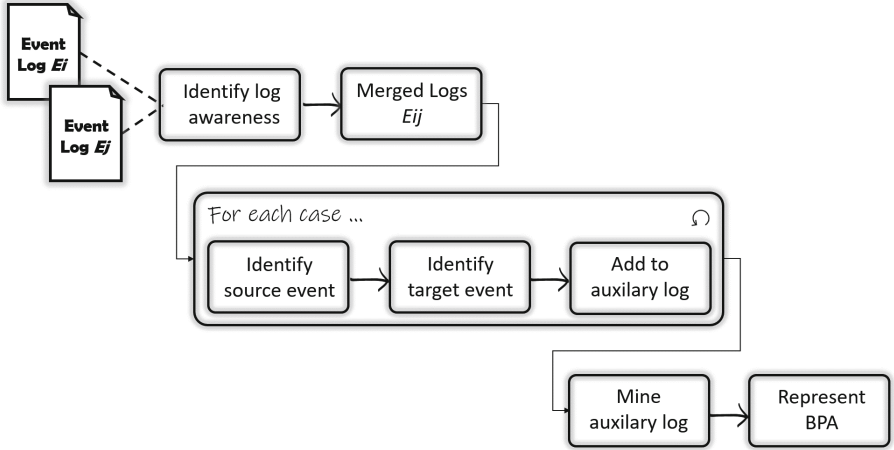 Event
Log Ei
Event
Log Ej
Identify log
awareness
Merged Logs
Eij
For each case ...
Identify
source event
Identify
target event
Add to
auxilary log
Mine
auxilary log
Represent
BPA